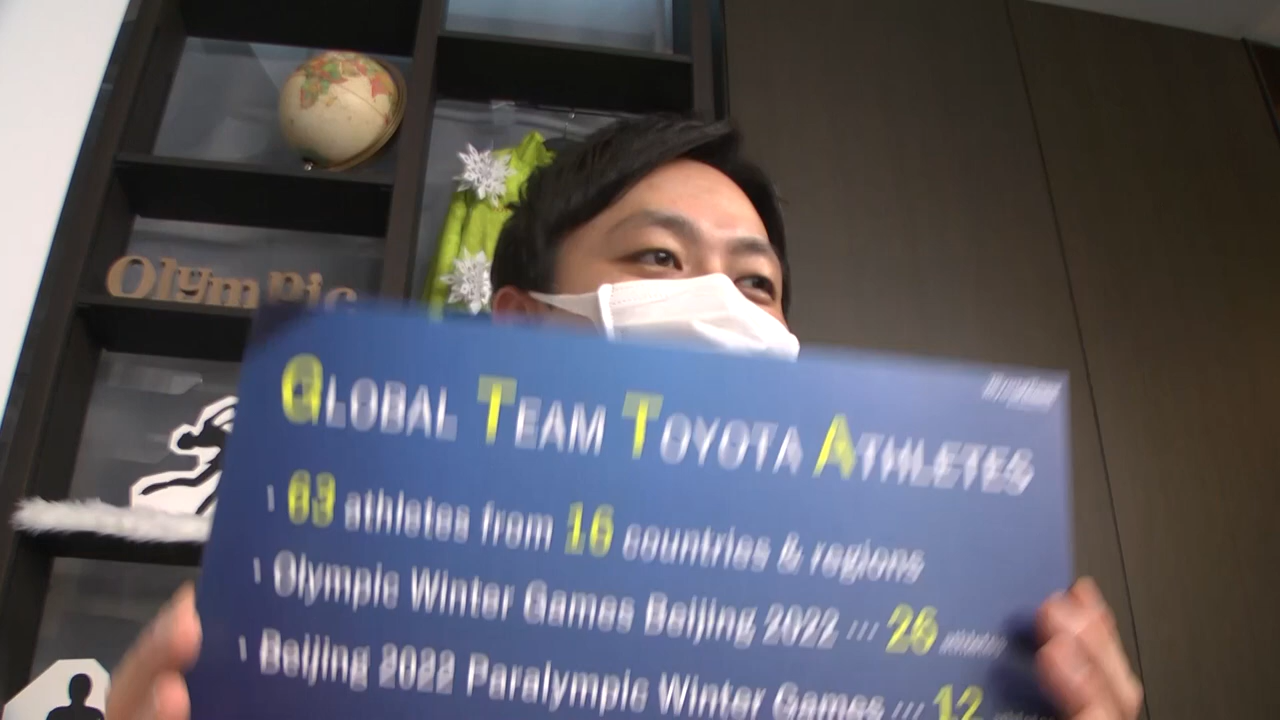 Olympic
GLOBAL TEAM TOYOTA ATHLETES
63 athletes from 16 countries & regions
Olympic Winter Games Beijing 2022 ··· 26 athletes
Beijing 2022 Paralympic Winter Games ··· 12